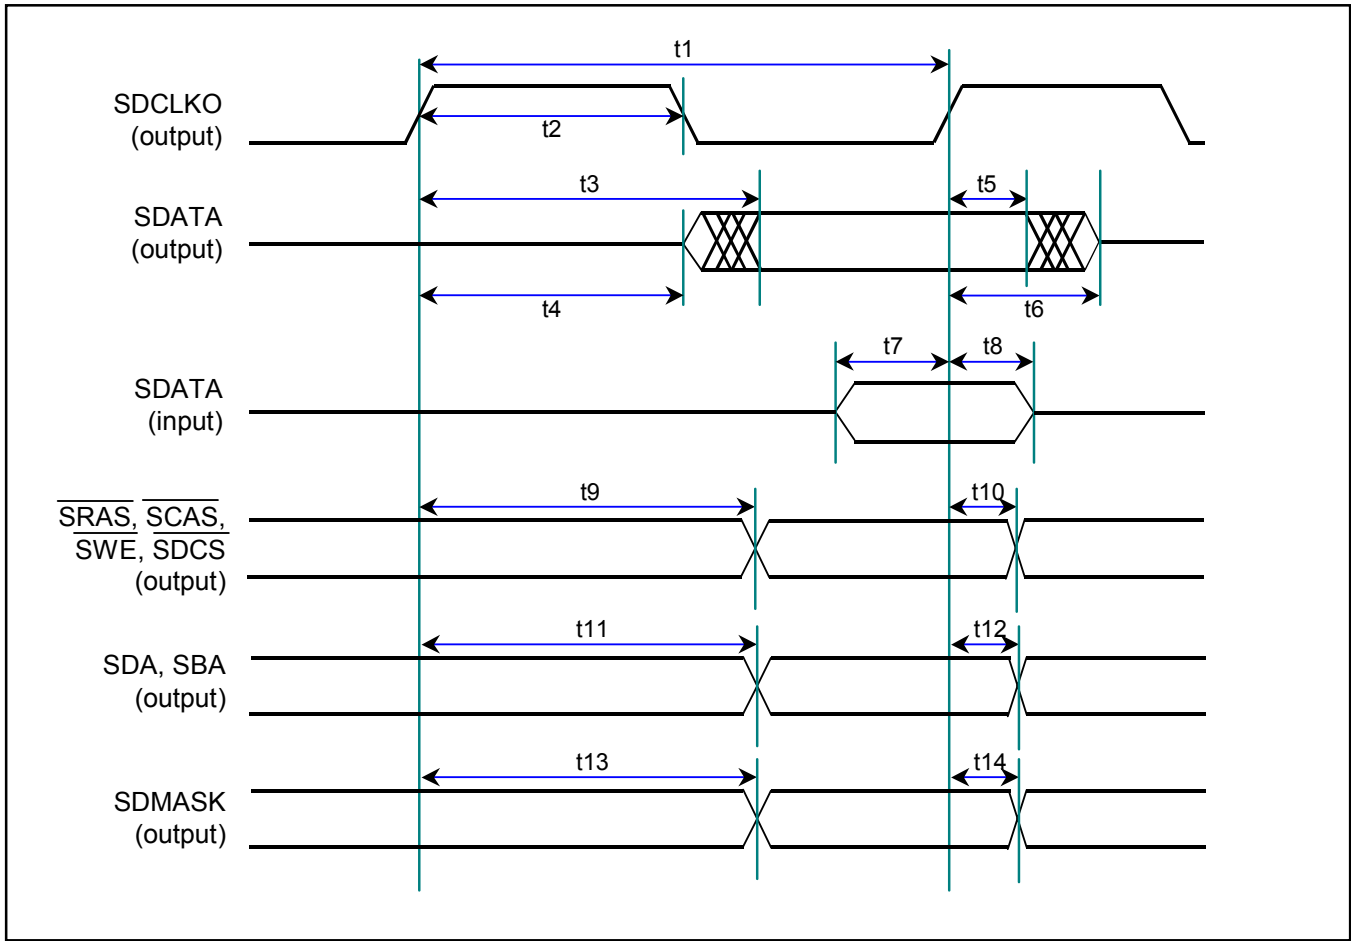 t1
SDCLKO
(output)
t2
t3
t5
SDATA
(output)
t4
t6
t7
t8
SDATA
(input)
t9
t10
SRAS, SCAS,
SWE, SDCS
(output)
t11
t12
SDA, SBA
(output)
t13
t14
SDMASK
(output)